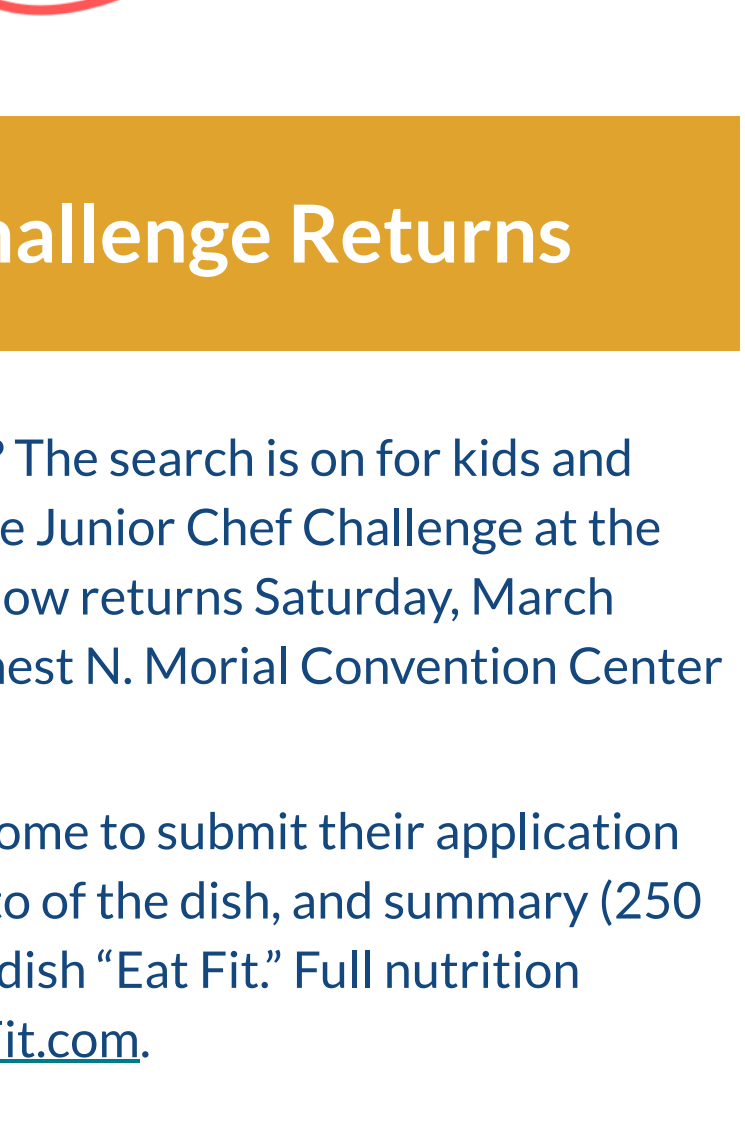 hallenge Returns
? The search is on for kids and
e Junior Chef Challenge at the
ow returns Saturday, March
nest N. Morial Convention Center
ome to submit their application
to of the dish, and summary (250
dish “Eat Fit.” Full nutrition
Fit.com.